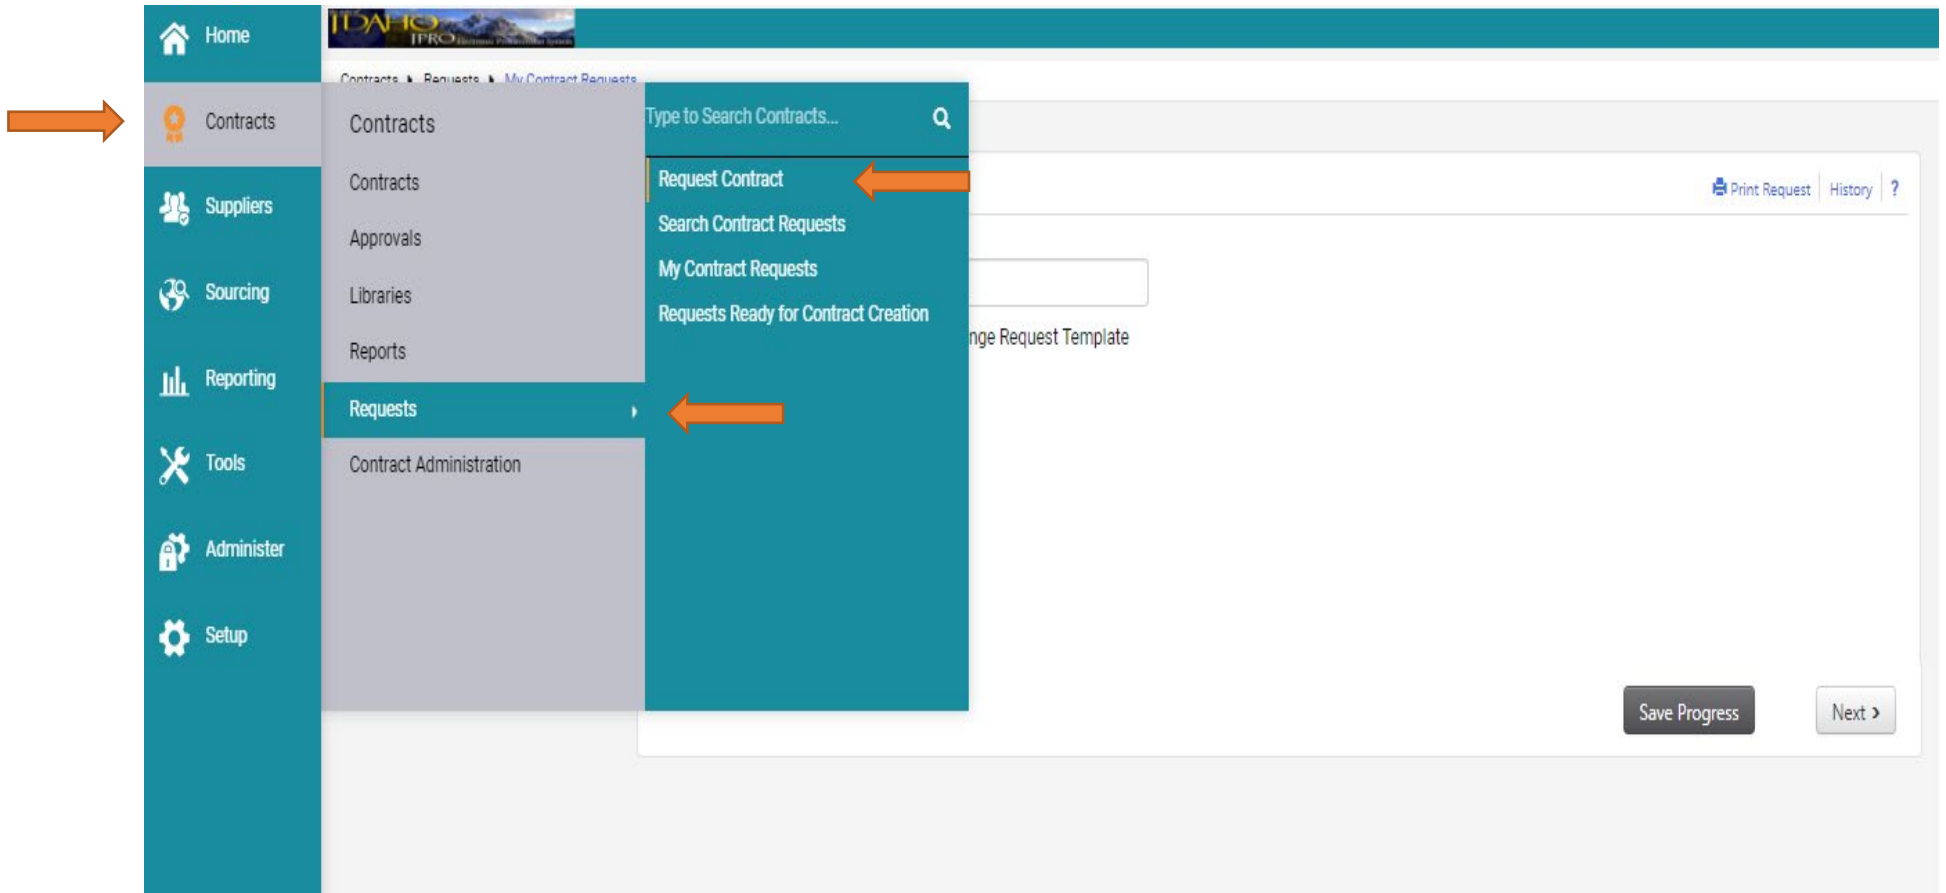 Home
IDAHO
IPRO
Contracts Requests My Contract Requests
Contracts
Suppliers
Sourcing
Reporting
Tools
Administer
Setup
Contracts
Contracts
Approvals
Libraries
Reports
Requests
Contract Administration
Type to Search Contracts...
Request Contract
Search Contract Requests
My Contract Requests
Requests Ready for Contract Creation
Print Request History ?
nge Request Template
Save Progress
Next >